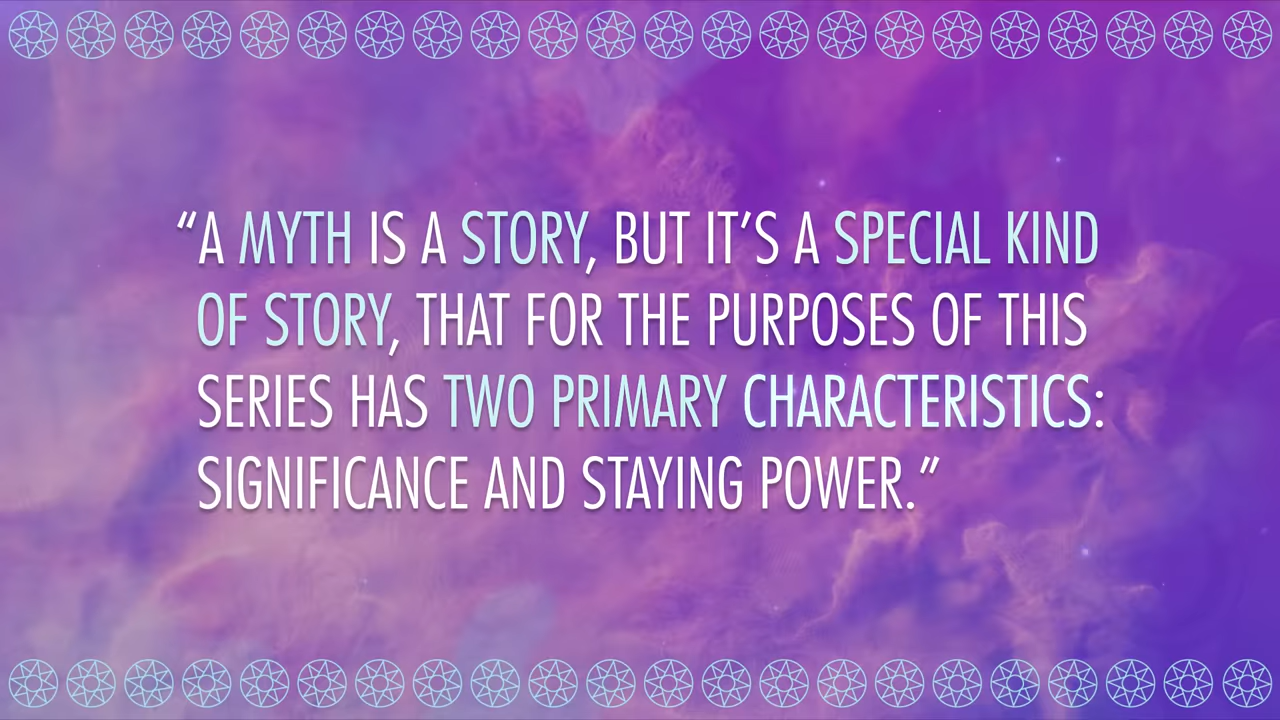 “A MYTH IS A STORY, BUT IT’S A SPECIAL KIND
OF STORY, THAT FOR THE PURPOSES OF THIS
SERIES HAS TWO PRIMARY CHARACTERISTICS:
SIGNIFICANCE AND STAYING POWER.”